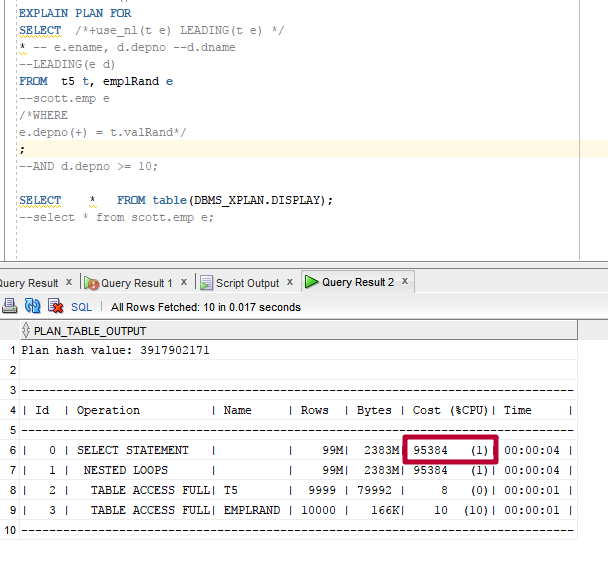 EXPLAIN PLAN FOR
SELECT /*+use_nl(t e) LEADING(t e) */
* -- e.ename, d.depno --d.dname
--LEADING(e d)
FROM t5 t, emplRand e
--scott.emp e
/*WHERE
e.depno(+) = t.valRand*/
;
--AND d.depno >= 10;
SELECT * FROM table(DBMS_XPLAN.DISPLAY);
--select * from scott.emp e;
Query Result x Query Result 1 x Script Output x Query Result 2 x
SQL | All Rows Fetched: 10 in 0.017 seconds
PLAN_TABLE_OUTPUT
1 Plan hash value: 3917902171
2
3 --------------------------------------------------------------------------------
4 | Id | Operation | Name | Rows | Bytes | Cost (%CPU)| Time |
5 --------------------------------------------------------------------------------
6 | 0 | SELECT STATEMENT | | 99M| 2383M| 95384 (1)| 00:00:04 |
7 | 1 | NESTED LOOPS | | 99M| 2383M| 95384 (1)| 00:00:04 |
8 | 2 | TABLE ACCESS FULL| T5 | 9999 | 79992 | 8 (0)| 00:00:01 |
9 | 3 | TABLE ACCESS FULL| EMPLRAND | 10000 | 166K| 10 (10)| 00:00:01 |
10 --------------------------------------------------------------------------------